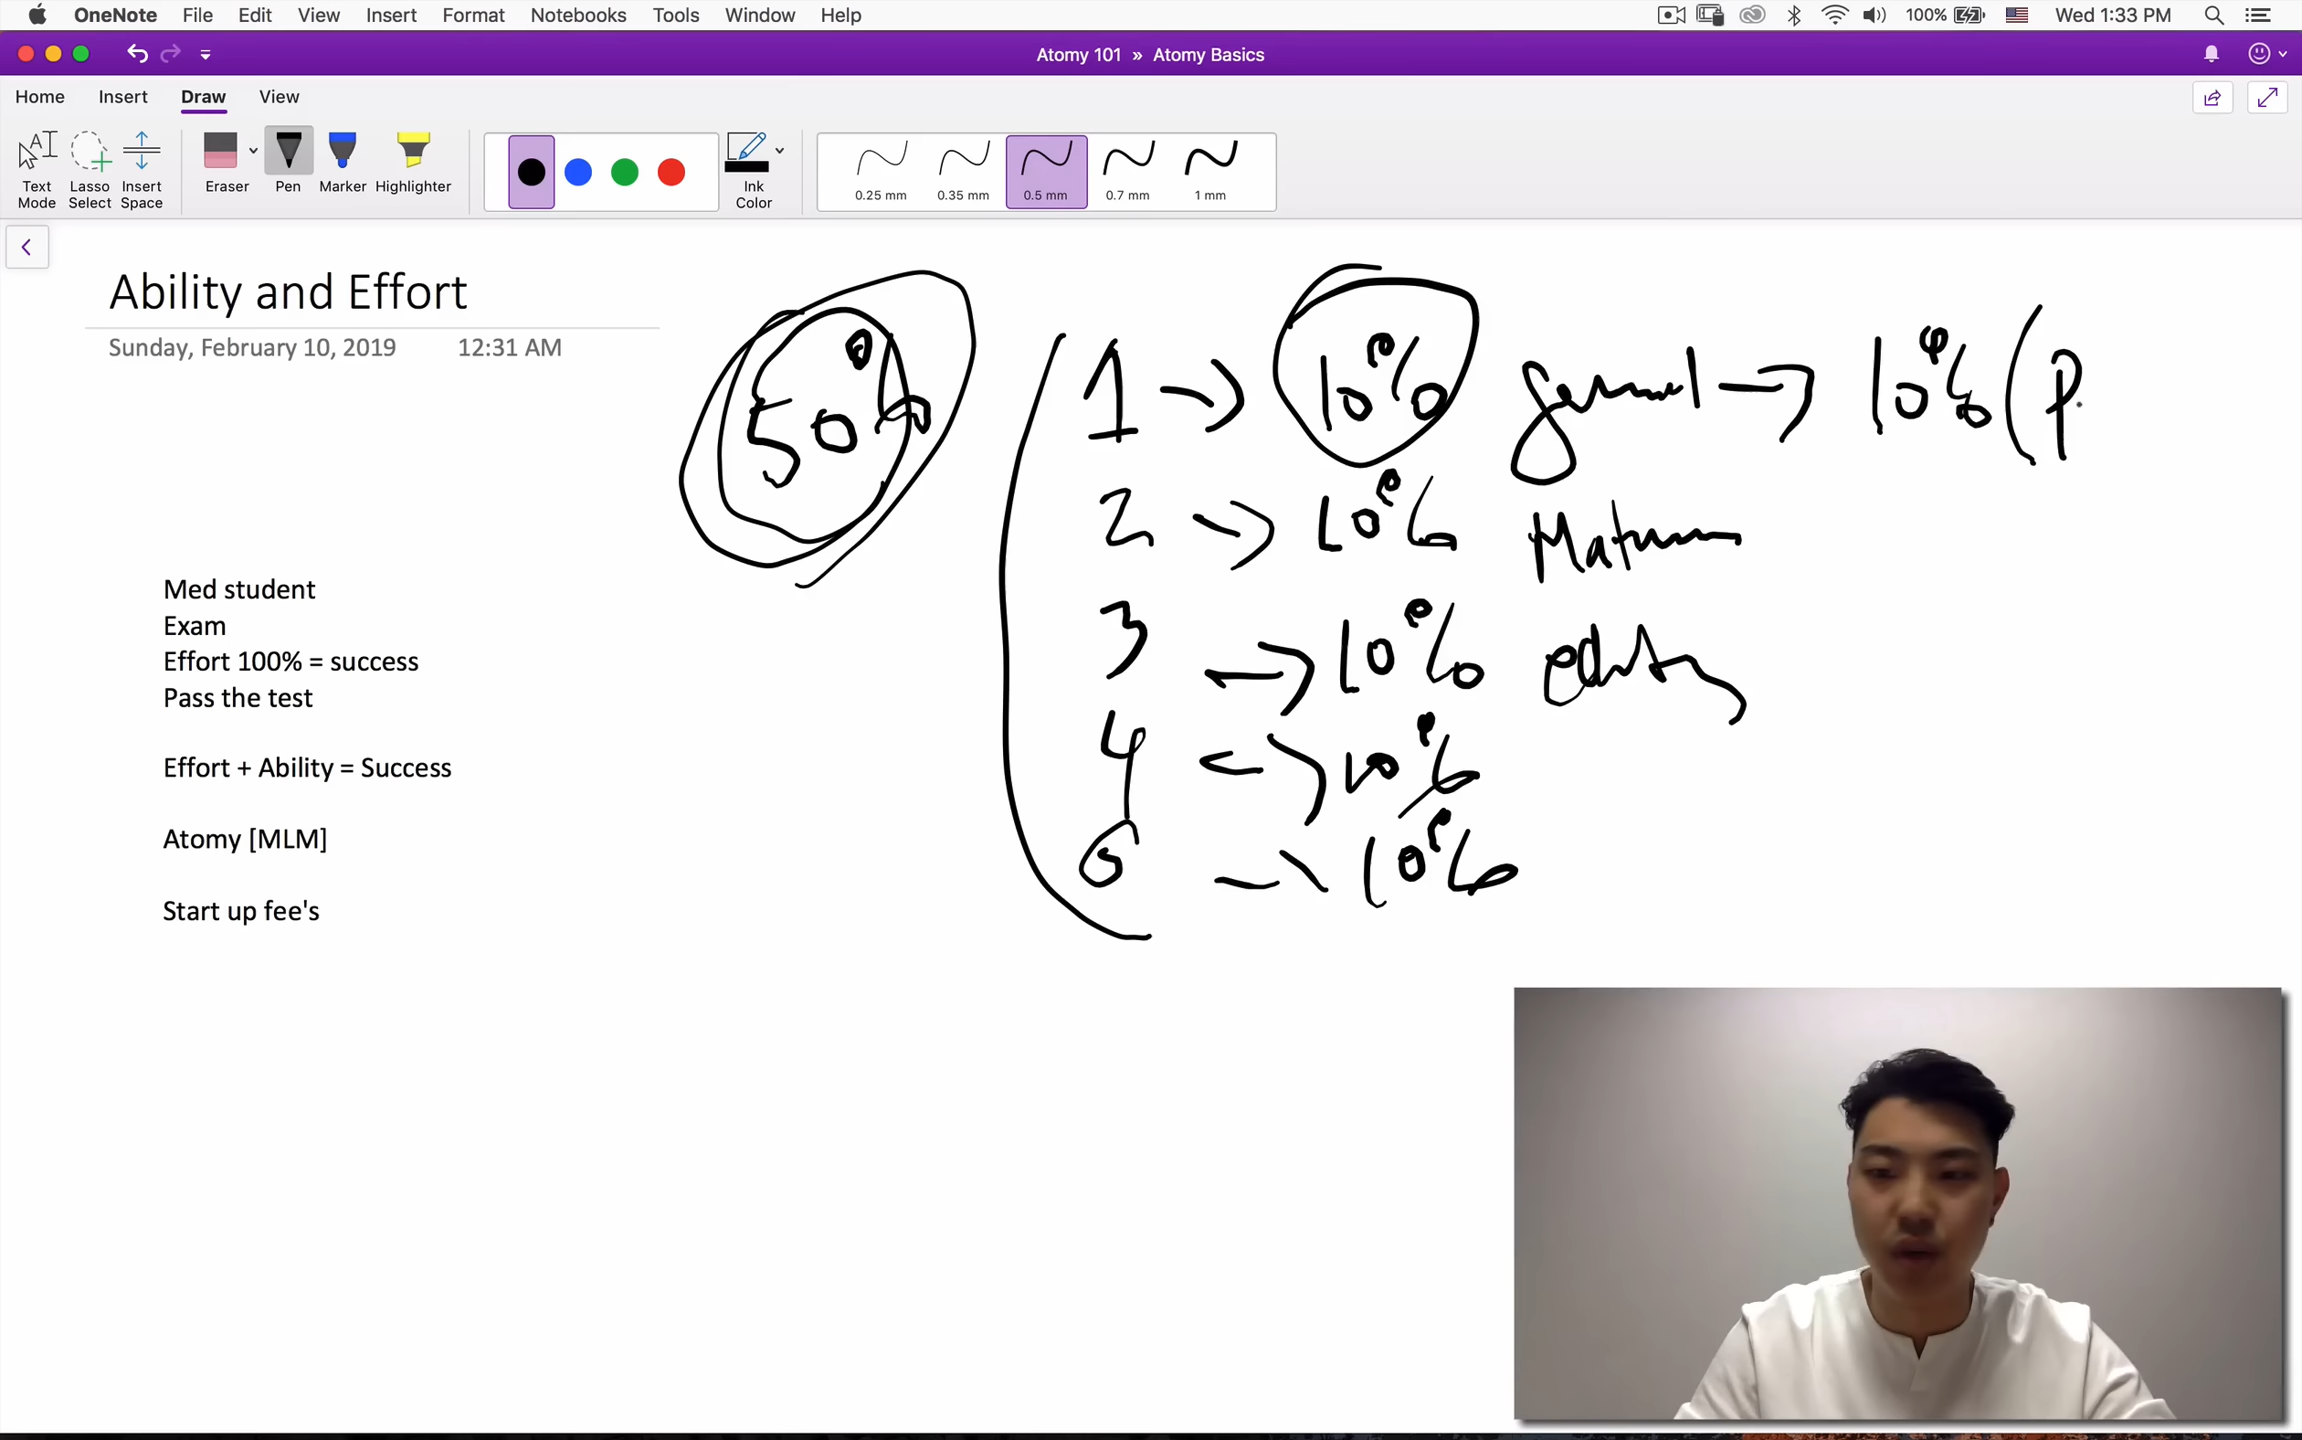 OneNote File Edit View Insert Format Notebooks Tools Window Help 100% Wed 1:33 PM
Atomy 101 » Atomy Basics
Home Insert Draw View
Text Mode Lasso Select Insert Space Eraser Pen Marker Highlighter Ink Color 0.25 mm 0.35 mm 0.5 mm 0.7 mm 1 mm
Ability and Effort
Sunday, February 10, 2019 12:31 AM
Med student
Exam
Effort 100% = success
Pass the test
Effort + Ability = Success
Atomy [MLM]
Start up fee's
50%
1 → 10% → 10% (P
2 → 10%
3 → 10%
4 → 10%
5 → 10%